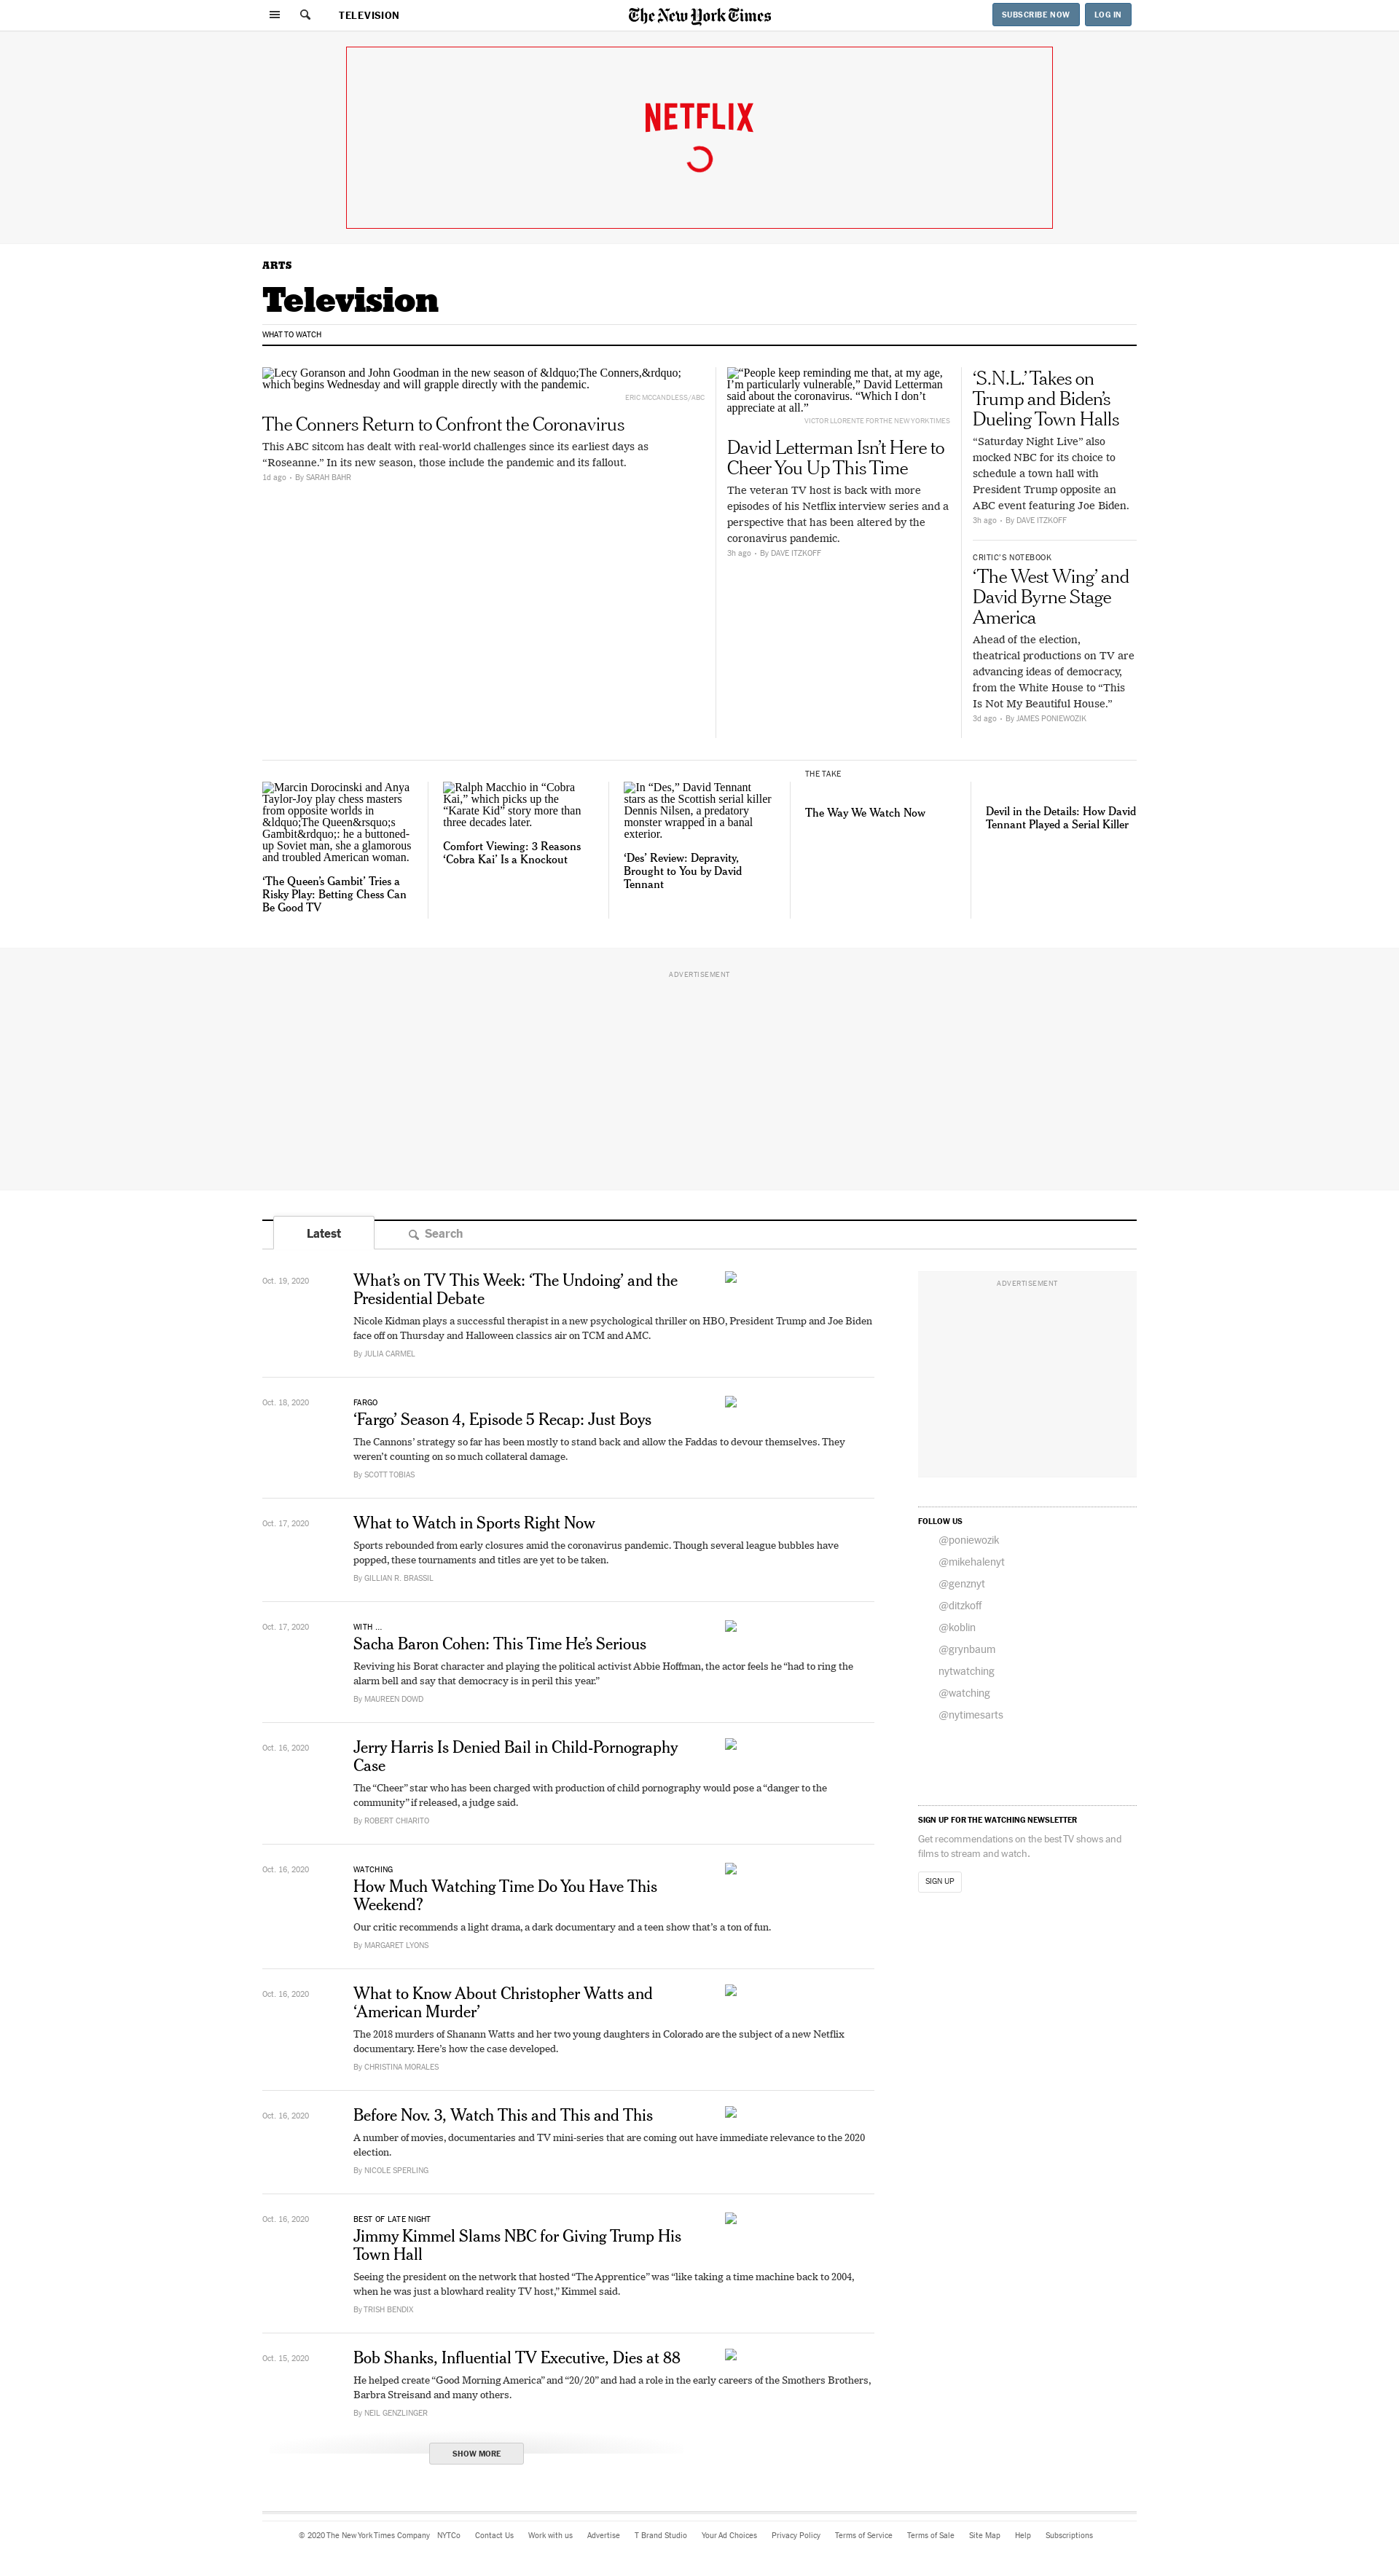 TELEVISION
The New York Times
SUBSCRIBE NOW
LOG IN
NETFLIX
ARTS
Television
WHAT TO WATCH
Lecy Goranson and John Goodman in the new season of &ldquo;The Conners,&rdquo;
which begins Wednesday and will grapple directly with the pandemic.
ERIC MCCANDLESS/ABC
The Conners Return to Confront the Coronavirus
This ABC sitcom has dealt with real-world challenges since its earliest days as
“Roseanne.” In its new season, those include the pandemic and its fallout.
1d ago • By SARAH BAHR
“People keep reminding me that, at my age,
I’m particularly vulnerable,” David Letterman
said about the coronavirus. “Which I don’t
appreciate at all.”
VICTOR LLORENTE FOR THE NEW YORK TIMES
David Letterman Isn’t Here to
Cheer You Up This Time
The veteran TV host is back with more
episodes of his Netflix interview series and a
perspective that has been altered by the
coronavirus pandemic.
3h ago • By DAVE ITZKOFF
‘S.N.L.’ Takes on
Trump and Biden’s
Dueling Town Halls
“Saturday Night Live” also
mocked NBC for its choice to
schedule a town hall with
President Trump opposite an
ABC event featuring Joe Biden.
3h ago • By DAVE ITZKOFF
CRITIC’S NOTEBOOK
‘The West Wing’ and
David Byrne Stage
America
Ahead of the election,
theatrical productions on TV are
advancing ideas of democracy,
from the White House to “This
Is Not My Beautiful House.”
3d ago • By JAMES PONIEWOZIK
Marcin Dorocinski and Anya
Taylor-Joy play chess masters
from opposite worlds in
&ldquo;The Queen&rsquo;s
Gambit&rdquo;: he a buttoned-
up Soviet man, she a glamorous
and troubled American woman.
‘The Queen’s Gambit’ Tries a
Risky Play: Betting Chess Can
Be Good TV
Ralph Macchio in “Cobra
Kai,” which picks up the
“Karate Kid” story more than
three decades later.
Comfort Viewing: 3 Reasons
‘Cobra Kai’ Is a Knockout
In “Des,” David Tennant
stars as the Scottish serial killer
Dennis Nilsen, a predatory
monster wrapped in a banal
exterior.
‘Des’ Review: Depravity,
Brought to You by David
Tennant
THE TAKE
The Way We Watch Now
Devil in the Details: How David
Tennant Played a Serial Killer
ADVERTISEMENT
Latest
Search
Oct. 19, 2020
What’s on TV This Week: ‘The Undoing’ and the
Presidential Debate
Nicole Kidman plays a successful therapist in a new psychological thriller on HBO, President Trump and Joe Biden
face off on Thursday and Halloween classics air on TCM and AMC.
By JULIA CARMEL
Oct. 18, 2020
FARGO
‘Fargo’ Season 4, Episode 5 Recap: Just Boys
The Cannons’ strategy so far has been mostly to stand back and allow the Faddas to devour themselves. They
weren’t counting on so much collateral damage.
By SCOTT TOBIAS
Oct. 17, 2020
What to Watch in Sports Right Now
Sports rebounded from early closures amid the coronavirus pandemic. Though several league bubbles have
popped, these tournaments and titles are yet to be taken.
By GILLIAN R. BRASSIL
Oct. 17, 2020
WITH ...
Sacha Baron Cohen: This Time He’s Serious
Reviving his Borat character and playing the political activist Abbie Hoffman, the actor feels he “had to ring the
alarm bell and say that democracy is in peril this year.”
By MAUREEN DOWD
Oct. 16, 2020
Jerry Harris Is Denied Bail in Child-Pornography
Case
The “Cheer” star who has been charged with production of child pornography would pose a “danger to the
community” if released, a judge said.
By ROBERT CHIARITO
Oct. 16, 2020
WATCHING
How Much Watching Time Do You Have This
Weekend?
Our critic recommends a light drama, a dark documentary and a teen show that’s a ton of fun.
By MARGARET LYONS
Oct. 16, 2020
What to Know About Christopher Watts and
‘American Murder’
The 2018 murders of Shanann Watts and her two young daughters in Colorado are the subject of a new Netflix
documentary. Here’s how the case developed.
By CHRISTINA MORALES
Oct. 16, 2020
Before Nov. 3, Watch This and This and This
A number of movies, documentaries and TV mini-series that are coming out have immediate relevance to the 2020
election.
By NICOLE SPERLING
Oct. 16, 2020
BEST OF LATE NIGHT
Jimmy Kimmel Slams NBC for Giving Trump His
Town Hall
Seeing the president on the network that hosted “The Apprentice” was “like taking a time machine back to 2004,
when he was just a blowhard reality TV host,” Kimmel said.
By TRISH BENDIX
Oct. 15, 2020
Bob Shanks, Influential TV Executive, Dies at 88
He helped create “Good Morning America” and “20/20” and had a role in the early careers of the Smothers Brothers,
Barbra Streisand and many others.
By NEIL GENZLINGER
SHOW MORE
ADVERTISEMENT
FOLLOW US
@poniewozik
@mikehalenyt
@genznyt
@ditzkoff
@koblin
@grynbaum
nytwatching
@watching
@nytimesarts
SIGN UP FOR THE WATCHING NEWSLETTER
Get recommendations on the best TV shows and
films to stream and watch.
SIGN UP
© 2020 The New York Times Company NYTCo Contact Us Work with us Advertise T Brand Studio Your Ad Choices Privacy Policy Terms of Service Terms of Sale Site Map Help Subscriptions